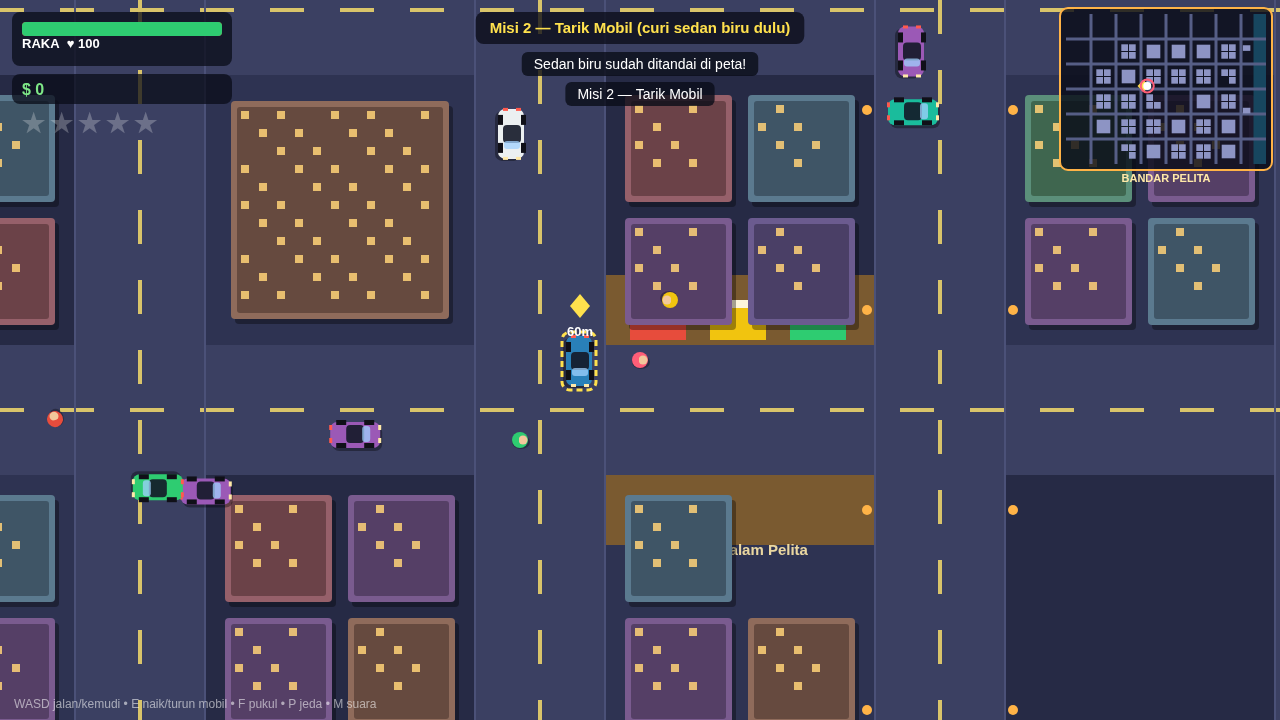 Misi 2 — Tarik Mobil (curi sedan biru dulu)
RAKA ♥ 100
Sedan biru sudah ditandai di peta!
$ 0
Misi 2 — Tarik Mobil
★★★★★
BANDAR PELITA
60m
alam Pelita
WASD jalan/kemudi • E naik/turun mobil • F pukul • P jeda • M suara